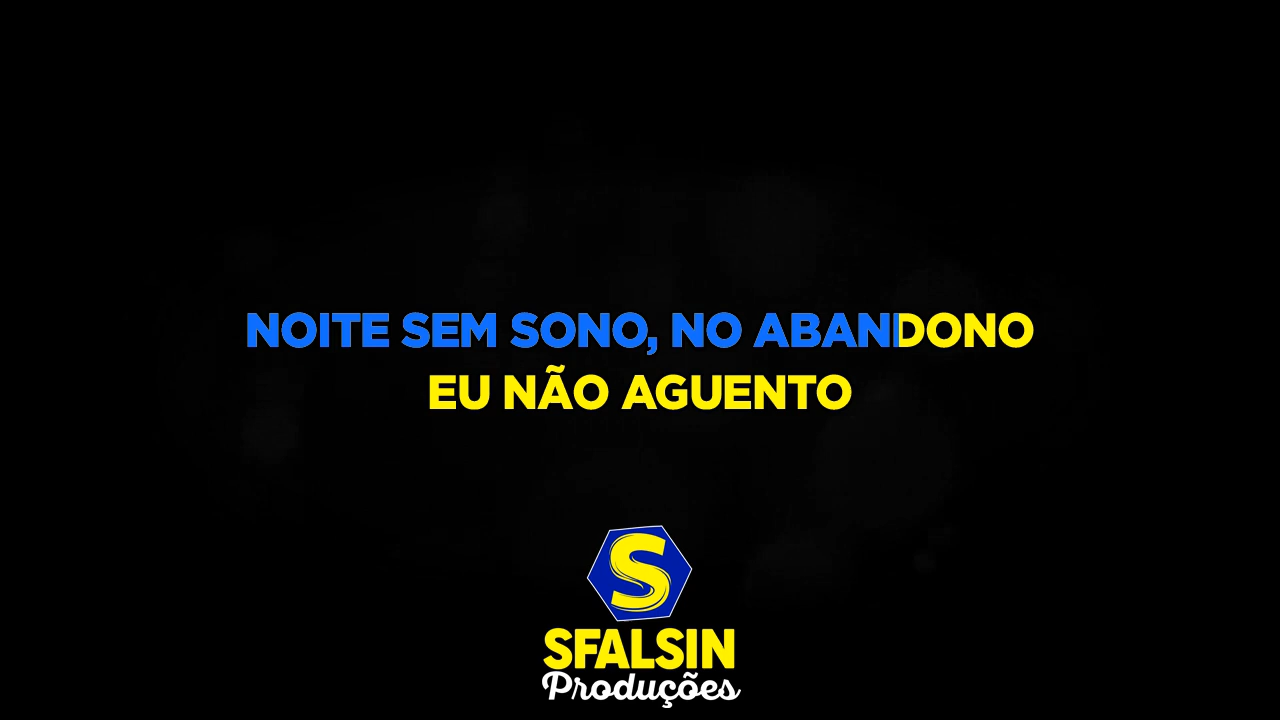 NOITE SEM SONO, NO ABANDONO
EU NÃO AGUENTO
S
SFALSIN
Produções